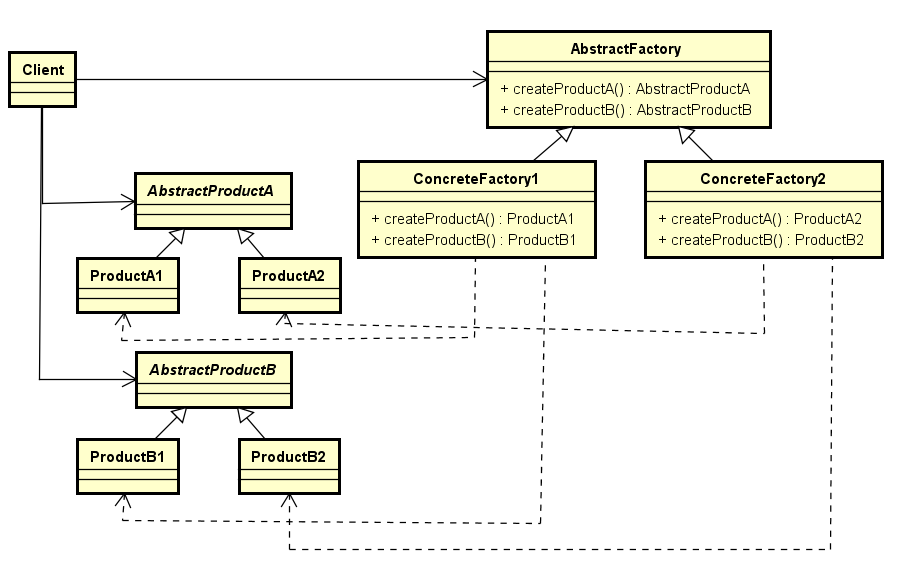 Client
AbstractFactory
+ createProductA() : AbstractProductA
+ createProductB() : AbstractProductB
AbstractProductA
ConcreteFactory1
+ createProductA() : ProductA1
+ createProductB() : ProductB1
ConcreteFactory2
+ createProductA() : ProductA2
+ createProductB() : ProductB2
ProductA1
ProductA2
AbstractProductB
ProductB1
ProductB2